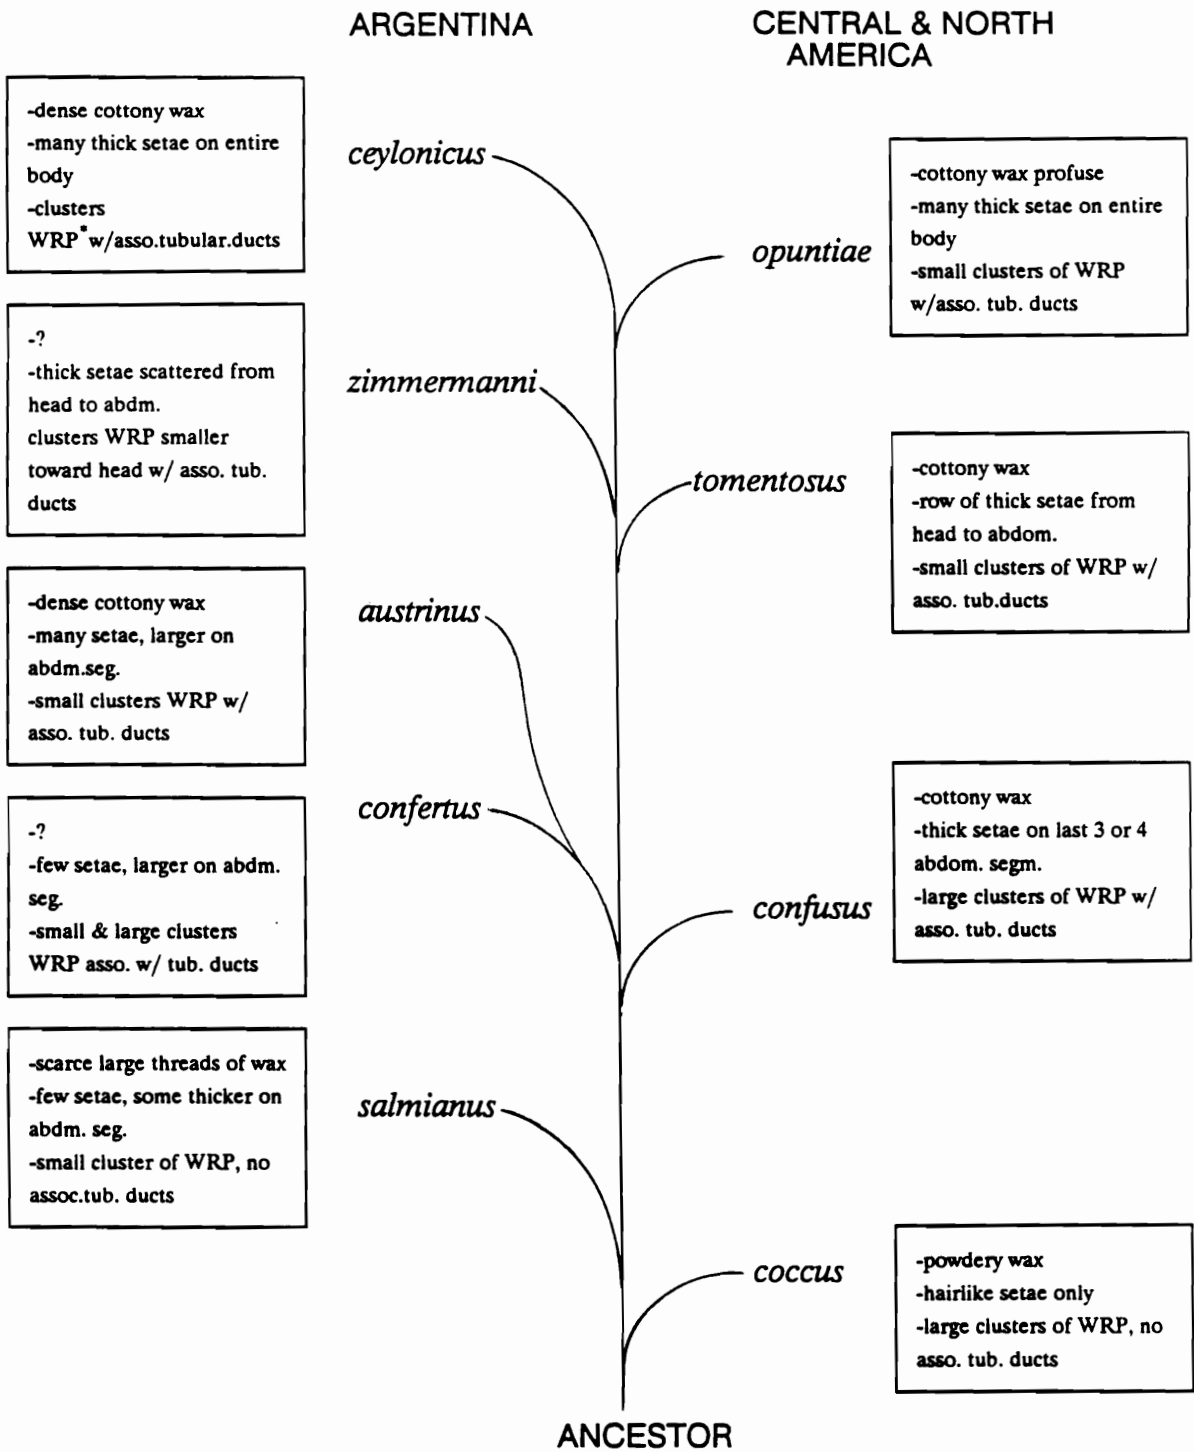 ARGENTINA
CENTRAL & NORTH
AMERICA
-dense cottony wax
-many thick setae on entire
body
-clusters
WRP* w/asso.tubular.ducts
ceylonicus
-cottony wax profuse
-many thick setae on entire
body
-small clusters of WRP
w/asso. tub. ducts
opuntiae
-?
-thick setae scattered from
head to abdm.
clusters WRP smaller
toward head w/ asso. tub.
ducts
zimmermanni
tomentosus
-cottony wax
-row of thick setae from
head to abdom.
-small clusters of WRP w/
asso. tub.ducts
-dense cottony wax
-many setae, larger on
abdm.seg.
-small clusters WRP w/
asso. tub. ducts
austrinus
-?
-few setae, larger on abdm.
seg.
-small & large clusters
WRP asso. w/ tub. ducts
confertus
confusus
-cottony wax
-thick setae on last 3 or 4
abdom. segm.
-large clusters of WRP w/
asso. tub. ducts
-scarce large threads of wax
-few setae, some thicker on
abdm. seg.
-small cluster of WRP, no
assoc.tub. ducts
salmianus
coccus
-powdery wax
-hairlike setae only
-large clusters of WRP, no
asso. tub. ducts
ANCESTOR